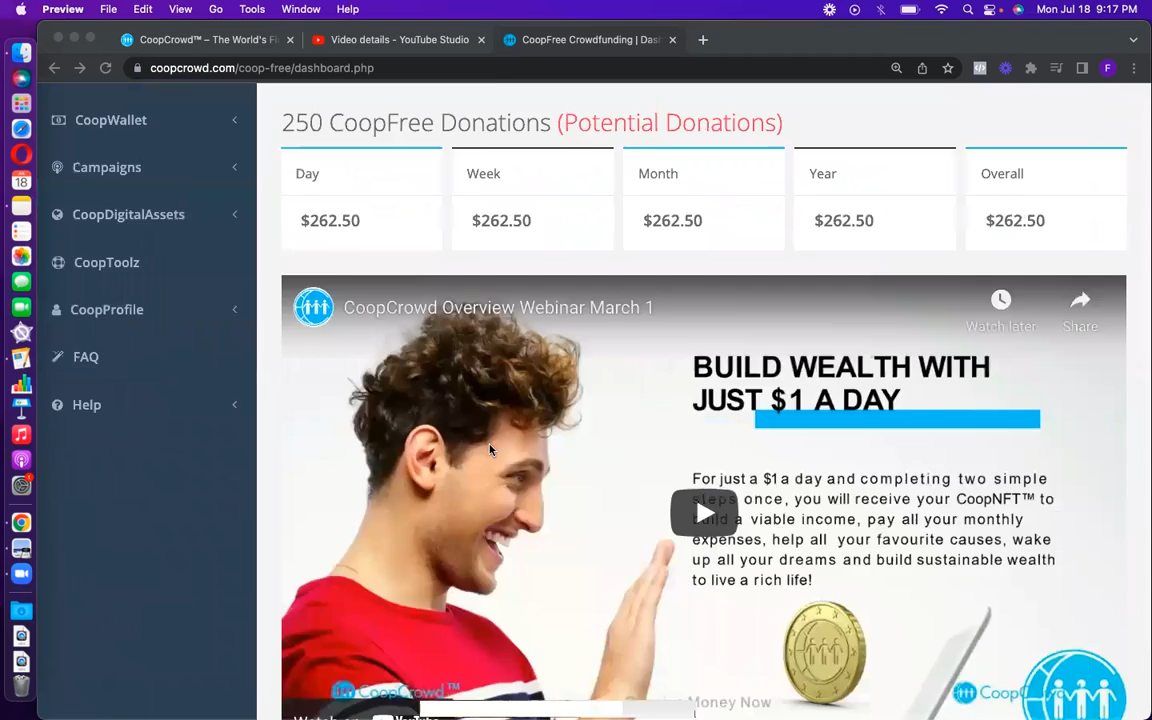 Preview File Edit View Go Tools Window Help Mon Jul 18 9:17 PM
CoopCrowd™ – The World's Fi Video details - YouTube Studio CoopFree Crowdfunding | Das
coopcrowd.com/coop-free/dashboard.php F
CoopWallet
Campaigns
CoopDigitalAssets
CoopToolz
CoopProfile
FAQ
Help
250 CoopFree Donations (Potential Donations)
Day Week Month Year Overall
$262.50 $262.50 $262.50 $262.50 $262.50
CoopCrowd Overview Webinar March 1
Watch later Share
BUILD WEALTH WITH
JUST $1 A DAY
For just a $1 a day and completing two simple
steps once, you will receive your CoopNFT™ to
build a viable income, pay all your monthly
expenses, help all your favourite causes, wake
up all your dreams and build sustainable wealth
to live a rich life!
CoopCrowd™
Money Now
Watch on YouTube
18